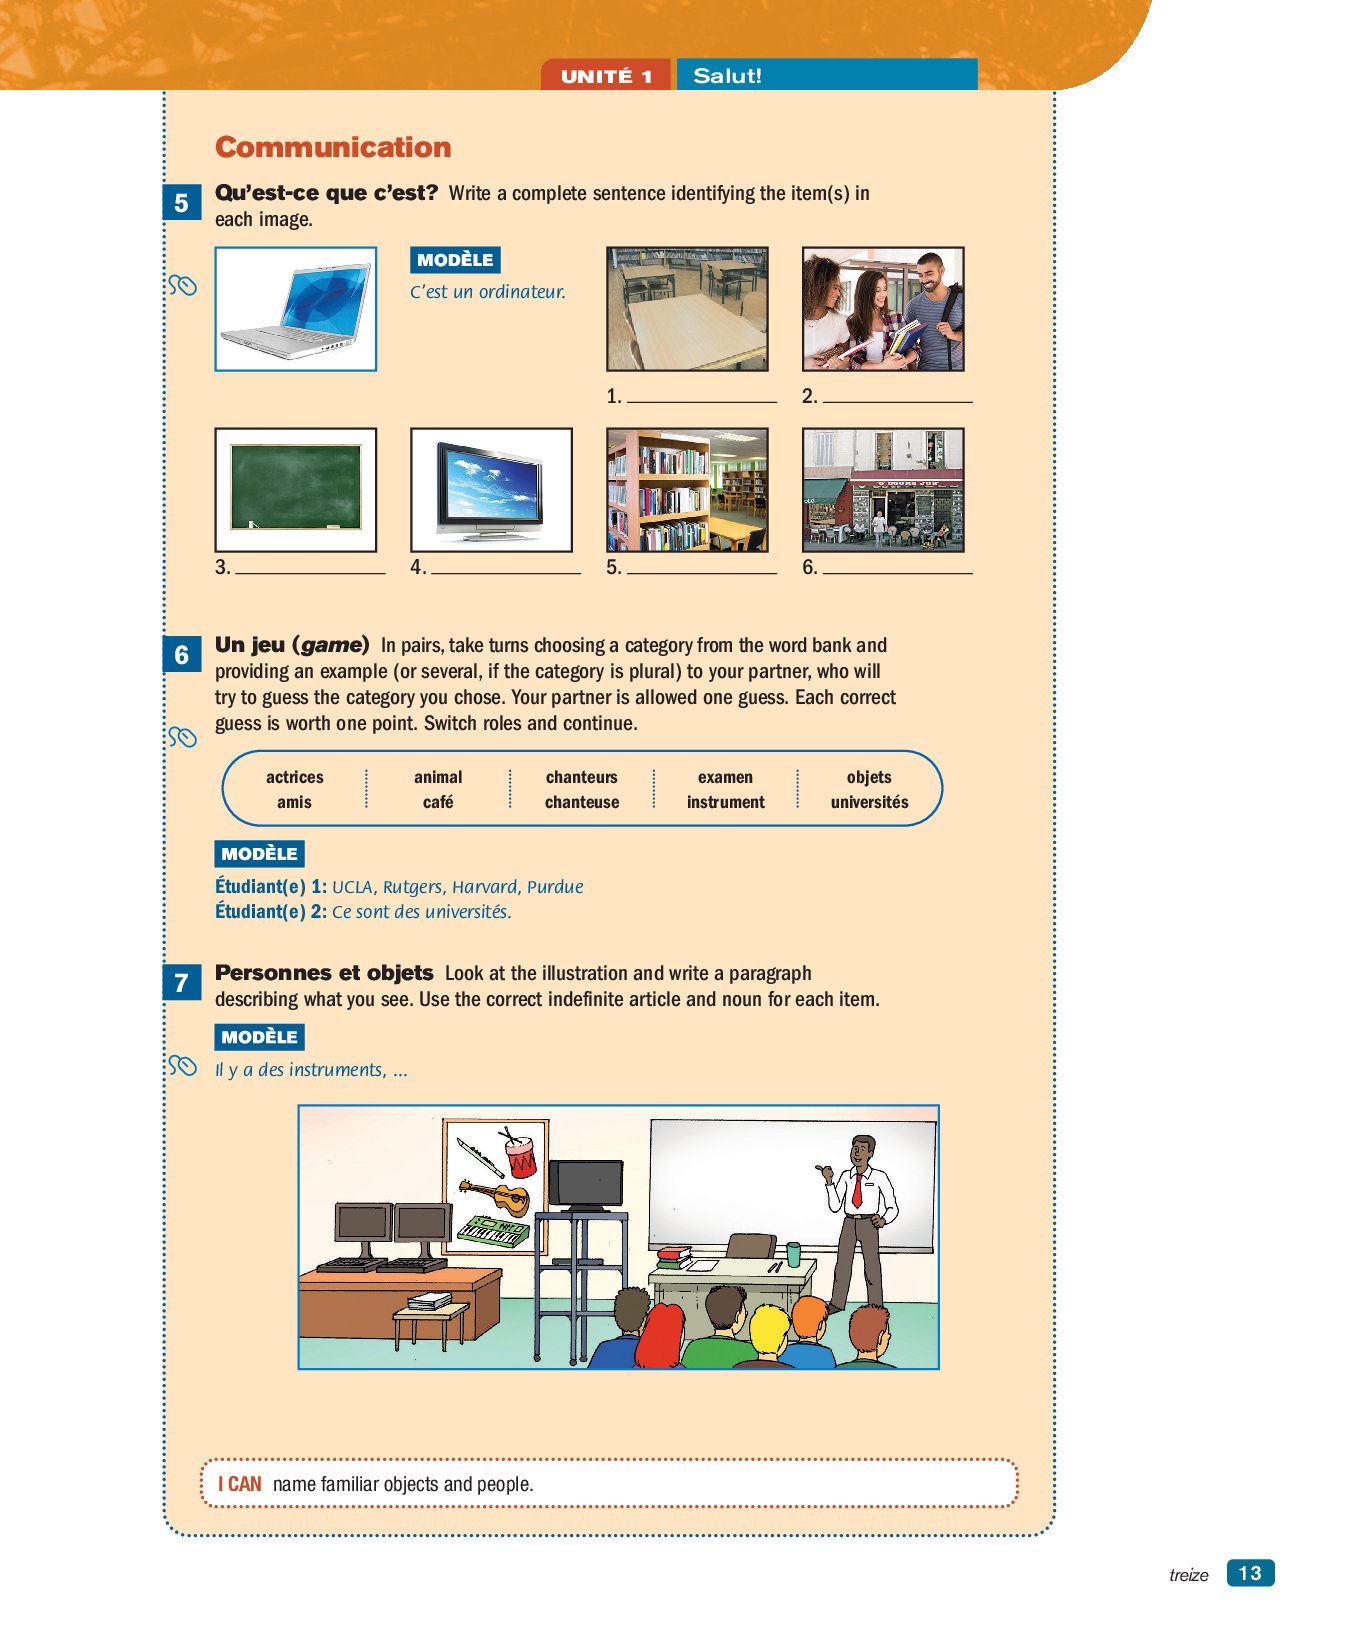 UNITÉ 1 Salut!
Communication
5 Qu'est-ce que c'est? Write a complete sentence identifying the item(s) in
each image.
MODÈLE
C'est un ordinateur.
1. 2.
3. 4. 5. 6.
6 Un jeu (game) In pairs, take turns choosing a category from the word bank and
providing an example (or several, if the category is plural) to your partner, who will
try to guess the category you chose. Your partner is allowed one guess. Each correct
guess is worth one point. Switch roles and continue.
actrices animal chanteurs examen objets
amis café chanteuse instrument universités
MODÈLE
Étudiant(e) 1: UCLA, Rutgers, Harvard, Purdue
Étudiant(e) 2: Ce sont des universités.
7 Personnes et objets Look at the illustration and write a paragraph
describing what you see. Use the correct indefinite article and noun for each item.
MODÈLE
Il y a des instruments, ...
I CAN name familiar objects and people.
treize 13